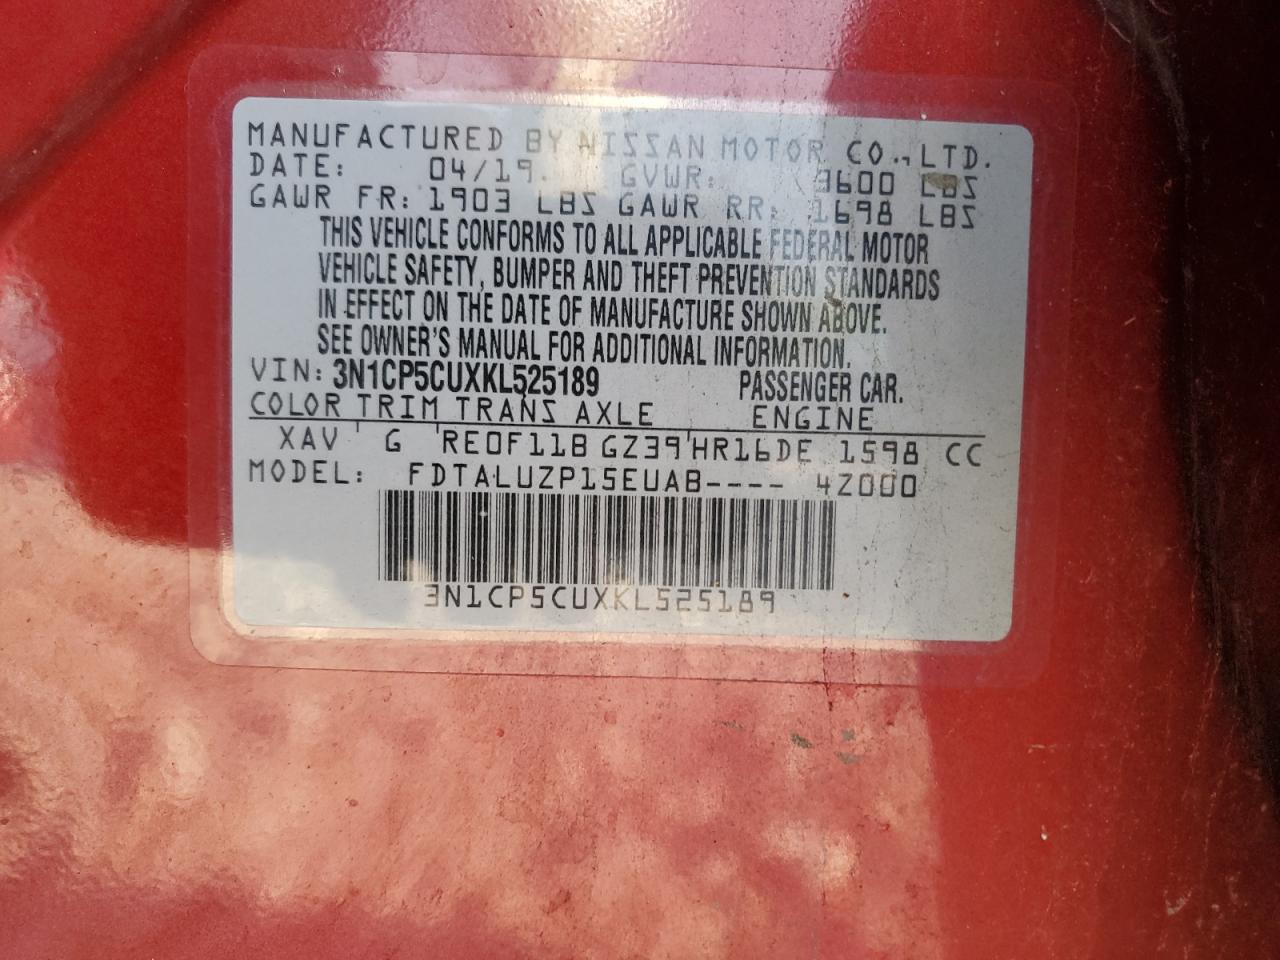 MANUFACTURED BY NISSAN MOTOR CO., LTD.
DATE: 04/19. GVWR: 3600 LBS
GAWR FR: 1903 LBS GAWR RR: 1698 LBS
THIS VEHICLE CONFORMS TO ALL APPLICABLE FEDERAL MOTOR
VEHICLE SAFETY, BUMPER AND THEFT PREVENTION STANDARDS
IN EFFECT ON THE DATE OF MANUFACTURE SHOWN ABOVE.
SEE OWNER'S MANUAL FOR ADDITIONAL INFORMATION.
VIN: 3N1CP5CUXKL525189 PASSENGER CAR.
COLOR TRIM TRANS AXLE ENGINE
XAV ' G ' RE0F11B GZ39 ' HR16DE 1598 CC
MODEL: FDTALUZP15EUAB---- 4Z000
3N1CP5CUXKL525189